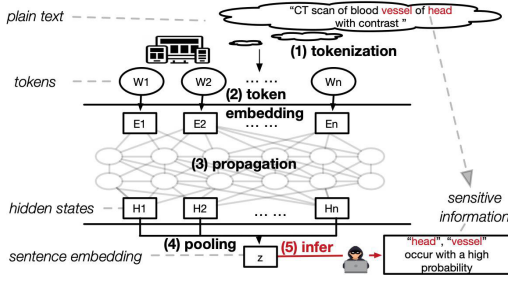 plain text
"CT scan of blood vessel of head
with contrast "
(1) tokenization
tokens
W1 W2 ... ... Wn
(2) token
embedding
E1 E2 ... ... En
(3) propagation
hidden states
H1 H2 ... ... Hn
sensitive
information
(4) pooling
sentence embedding
z
(5) infer
"head", "vessel"
occur with a high
probability